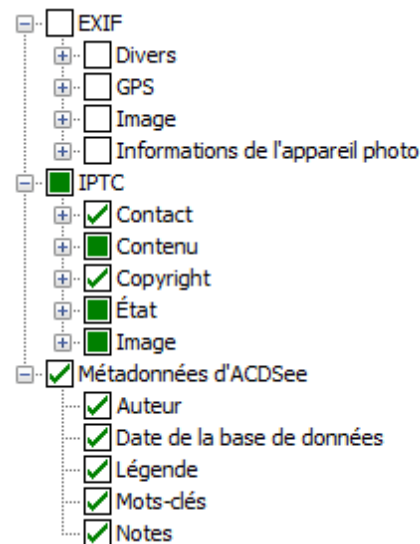 EXIF
Divers
GPS
Image
Informations de l'appareil photo
IPTC
Contact
Contenu
Copyright
État
Image
Métadonnées d'ACDSee
Auteur
Date de la base de données
Légende
Mots-clés
Notes